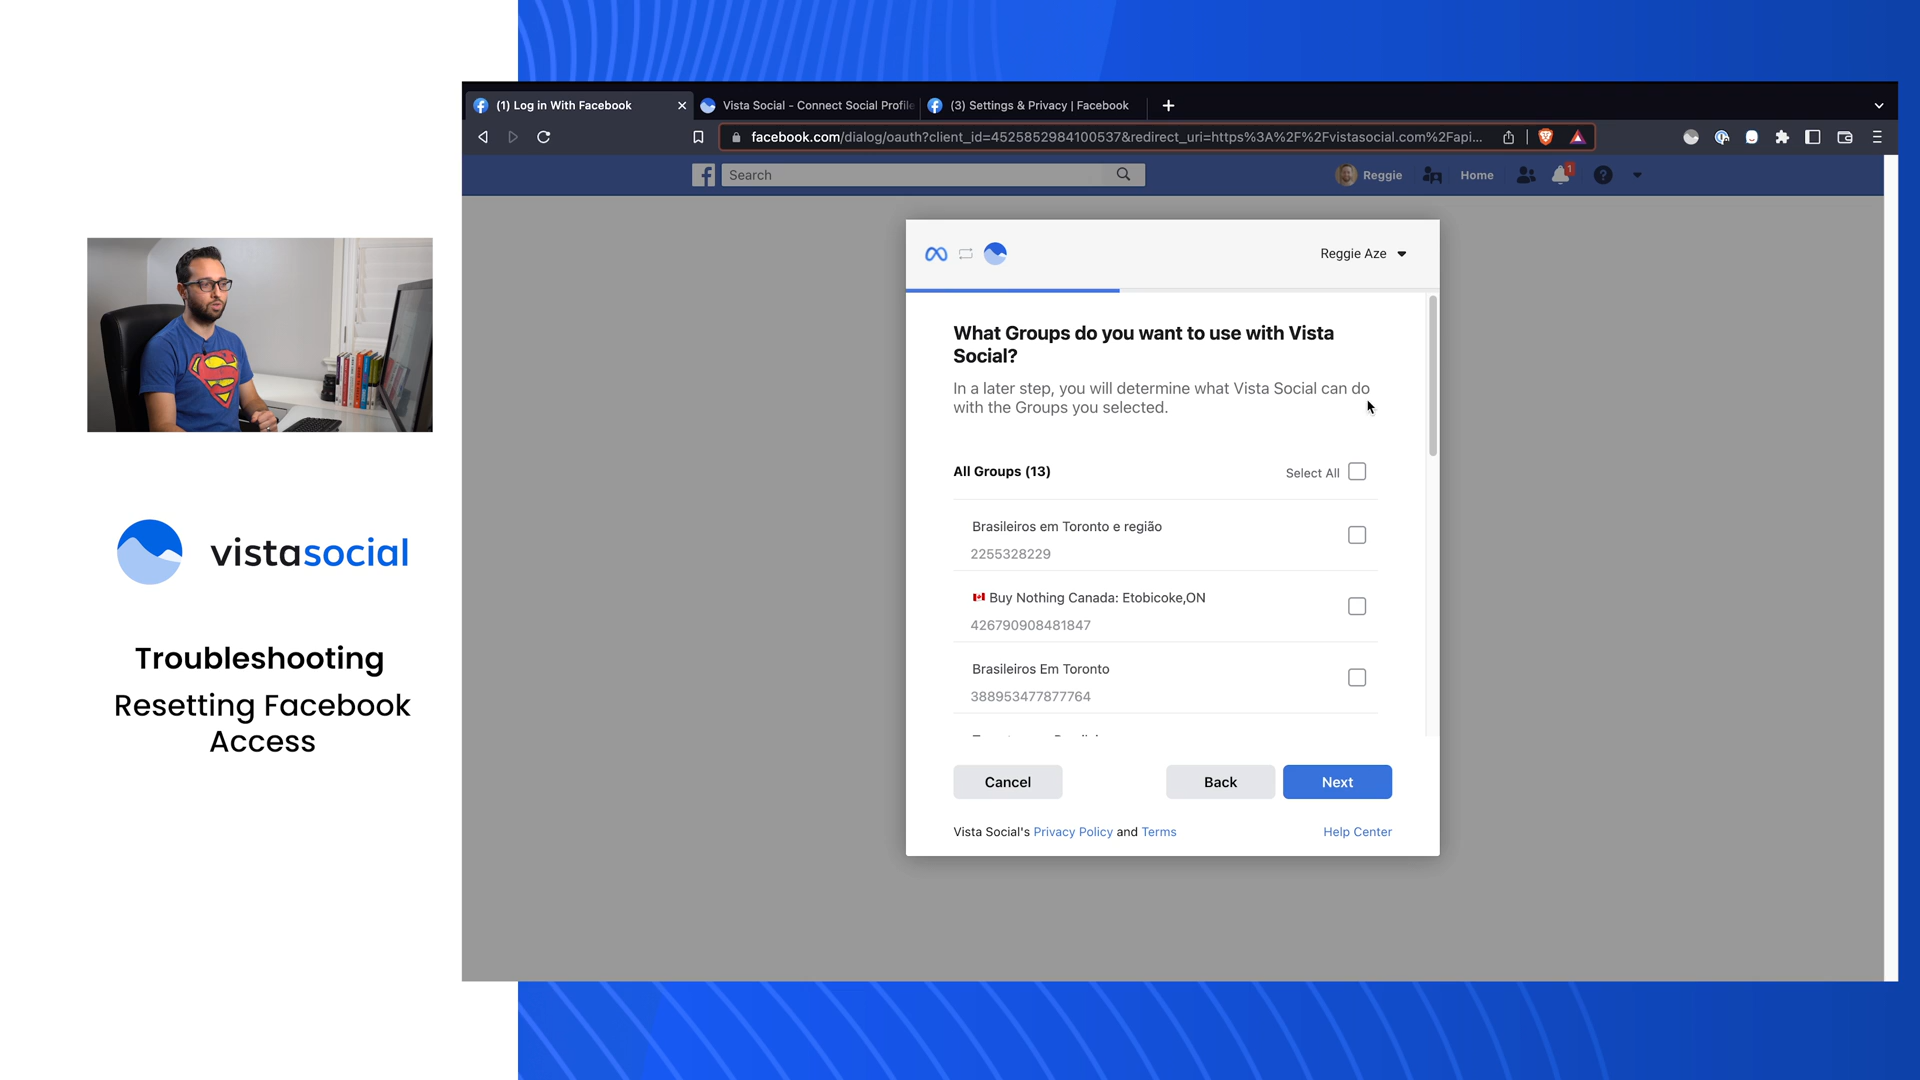 (1) Log in With Facebook
Vista Social - Connect Social Profile
(3) Settings & Privacy | Facebook
facebook.com/dialog/oauth?client_id=4525852984100537&redirect_uri=https%3A%2F%2Fvistasocial.com%2Fapi...
Search
Reggie
Home
1
Reggie Aze
What Groups do you want to use with Vista
Social?
In a later step, you will determine what Vista Social can do
with the Groups you selected.
All Groups (13)
Select All
Brasileiros em Toronto e região
2255328229
🇨🇦 Buy Nothing Canada: Etobicoke,ON
426790908481847
Brasileiros Em Toronto
388953477877764
Cancel
Back
Next
Vista Social's Privacy Policy and Terms
Help Center
vistasocial
Troubleshooting
Resetting Facebook
Access